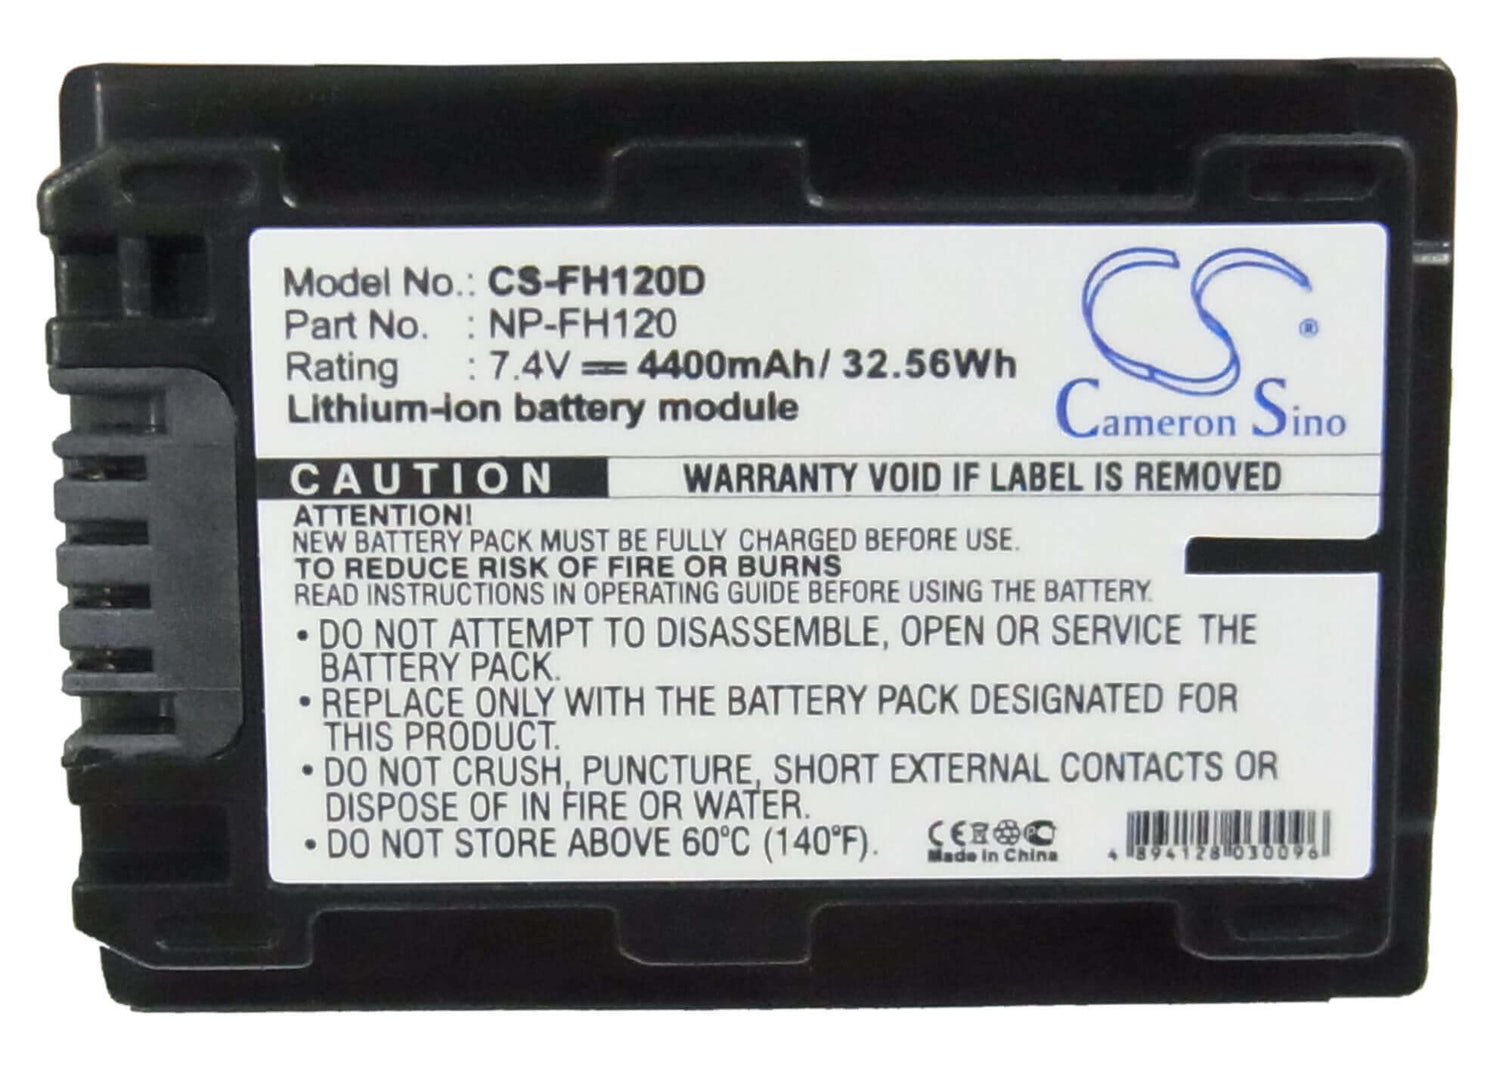 Model No.: CS-FH120D
Part No. : NP-FH120
Rating : 7.4V ⎓ 4400mAh/ 32.56Wh
Lithium-ion battery module
CS®
Cameron Sino
CAUTION
WARRANTY VOID IF LABEL IS REMOVED
ATTENTION!
NEW BATTERY PACK MUST BE FULLY CHARGED BEFORE USE.
TO REDUCE RISK OF FIRE OR BURNS
READ INSTRUCTIONS IN OPERATING GUIDE BEFORE USING THE BATTERY.
• DO NOT ATTEMPT TO DISASSEMBLE, OPEN OR SERVICE THE
BATTERY PACK.
• REPLACE ONLY WITH THE BATTERY PACK DESIGNATED FOR
THIS PRODUCT.
• DO NOT CRUSH, PUNCTURE, SHORT EXTERNAL CONTACTS OR
DISPOSE OF IN FIRE OR WATER.
• DO NOT STORE ABOVE 60°C (140°F).
CE
Made in China
4 894128 030096